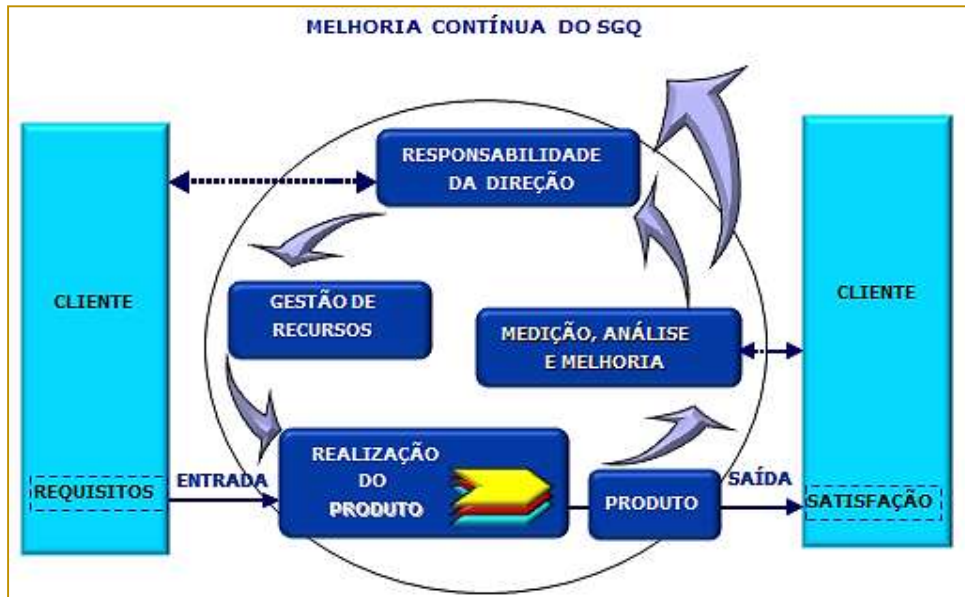 MELHORIA CONTÍNUA DO SGQ
RESPONSABILIDADE
DA DIREÇÃO
CLIENTE
GESTÃO DE
RECURSOS
MEDIÇÃO, ANÁLISE
E MELHORIA
CLIENTE
REQUISITOS
ENTRADA
REALIZAÇÃO
DO
PRODUTO
PRODUTO
SAÍDA
SATISFAÇÃO